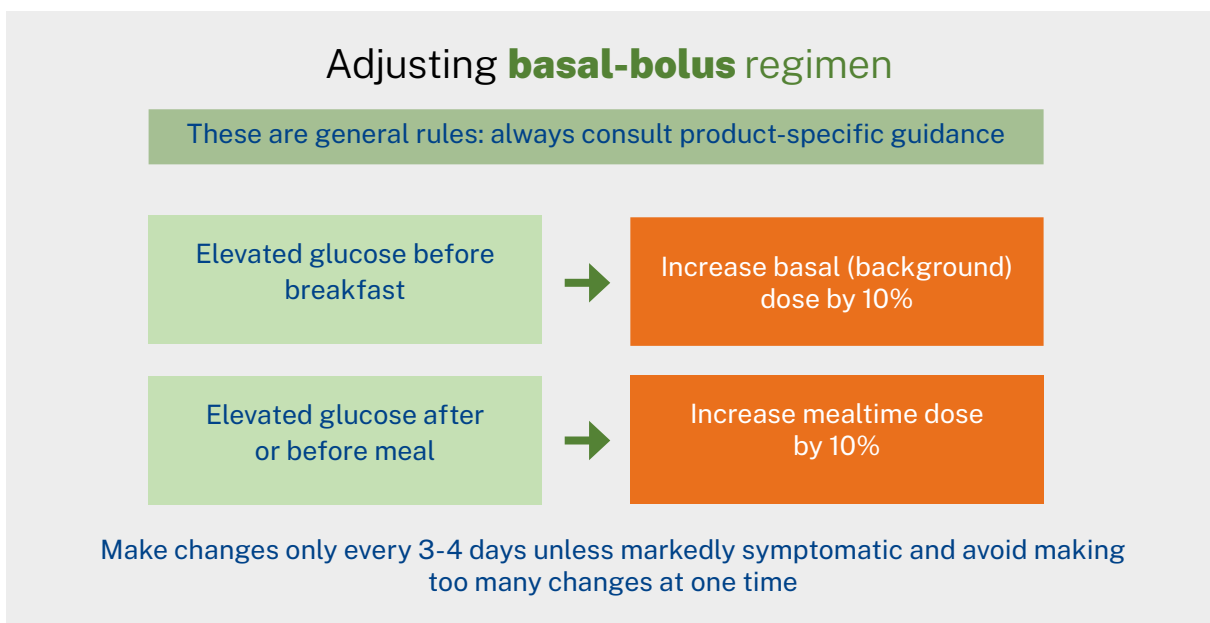 Adjusting basal-bolus regimen
These are general rules: always consult product-specific guidance
Elevated glucose before
breakfast
Increase basal (background)
dose by 10%
Elevated glucose after
or before meal
Increase mealtime dose
by 10%
Make changes only every 3-4 days unless markedly symptomatic and avoid making
too many changes at one time